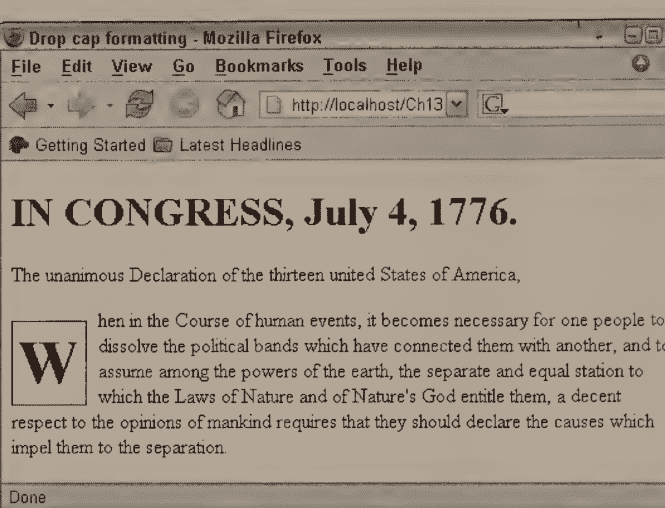 Drop cap formatting - Mozilla Firefox
File Edit View Go Bookmarks Tools Help
http://localhost/Ch13 G
Getting Started Latest Headlines
IN CONGRESS, July 4, 1776.
The unanimous Declaration of the thirteen united States of America,
When in the Course of human events, it becomes necessary for one people to
dissolve the political bands which have connected them with another, and to
assume among the powers of the earth, the separate and equal station to
which the Laws of Nature and of Nature's God entitle them, a decent
respect to the opinions of mankind requires that they should declare the causes which
impel them to the separation.
Done